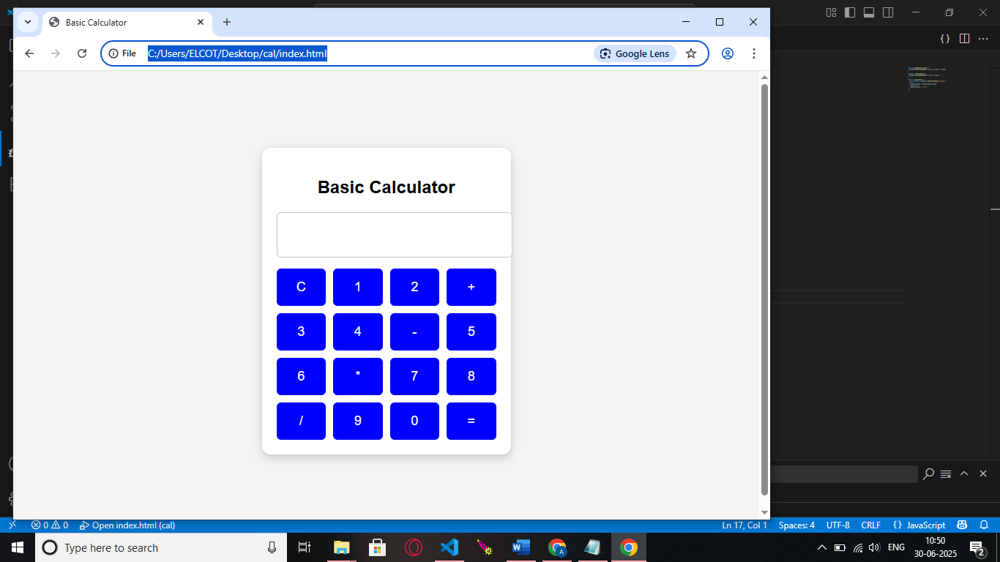 Basic Calculator
File C:/Users/ELCOT/Desktop/cal/index.html Google Lens
Basic Calculator
C 1 2 +
3 4 - 5
6 * 7 8
/ 9 0 =
0 0 Open index.html (cal) Ln 17, Col 1 Spaces: 4 UTF-8 CRLF {} JavaScript
Type here to search
ENG
10:50
30-06-2025
2